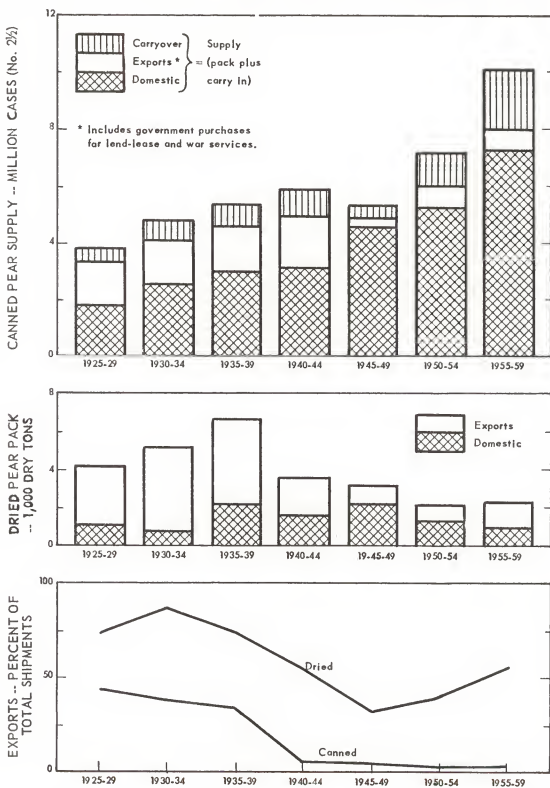 CANNED PEAR SUPPLY -- MILLION CASES (No. 2½)
12
8
4
0
Carryover
Exports *
Domestic
Supply
= (pack plus
carry in)
* Includes government purchases
for lend-lease and war services.
1925-29 1930-34 1935-39 1940-44 1945-49 1950-54 1955-59
DRIED PEAR PACK
-- 1,000 DRY TONS
8
4
0
Exports
Domestic
1925-29 1930-34 1935-39 1940-44 19-45-49 1950-54 1955-59
EXPORTS -- PERCENT OF
TOTAL SHIPMENTS
100
50
0
Dried
Canned
1925-29 1930-34 1935-39 1940-44 1945-49 1950-54 1955-59